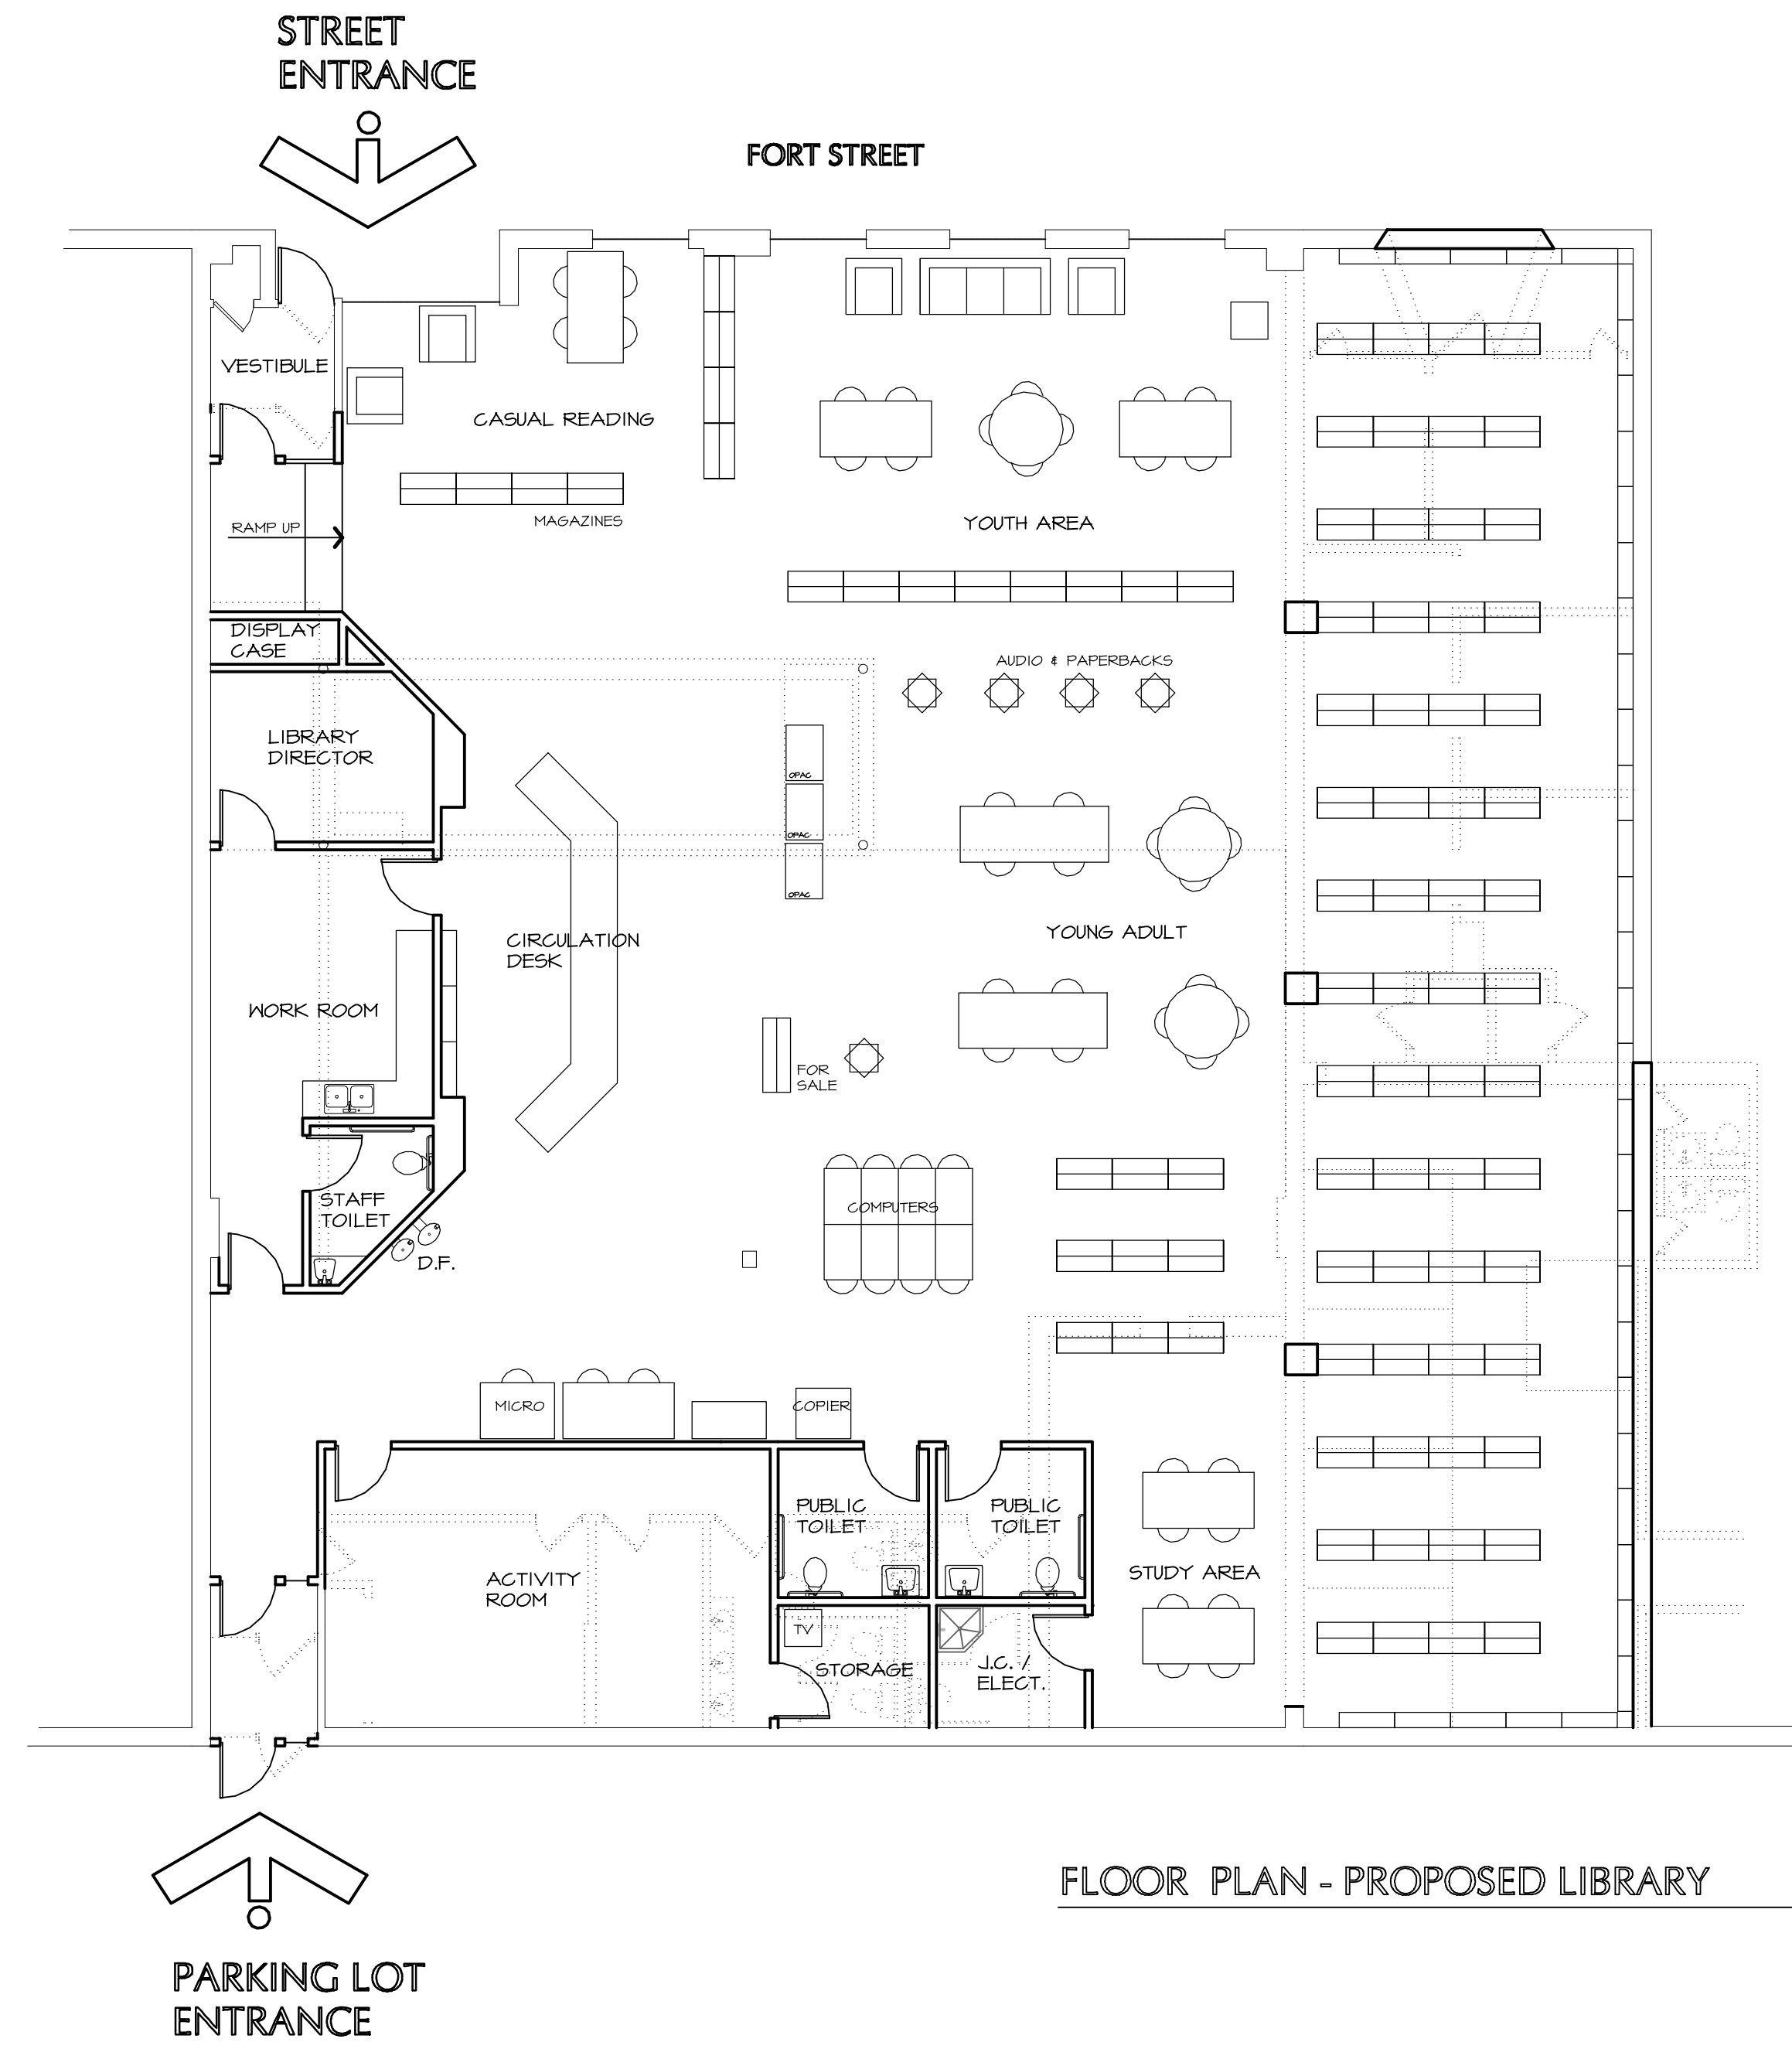 STREET
ENTRANCE
FORT STREET
VESTIBULE
CASUAL READING
MAGAZINES
YOUTH AREA
RAMP UP
DISPLAY
CASE
AUDIO & PAPERBACKS
LIBRARY
DIRECTOR
OPAC
OPAC
OPAC
CIRCULATION
DESK
YOUNG ADULT
WORK ROOM
FOR
SALE
STAFF
TOILET
COMPUTERS
D.F.
MICRO
COPIER
PUBLIC
TOILET
PUBLIC
TOILET
STUDY AREA
ACTIVITY
ROOM
TV
STORAGE
J.C. /
ELECT.
FLOOR PLAN - PROPOSED LIBRARY
PARKING LOT
ENTRANCE